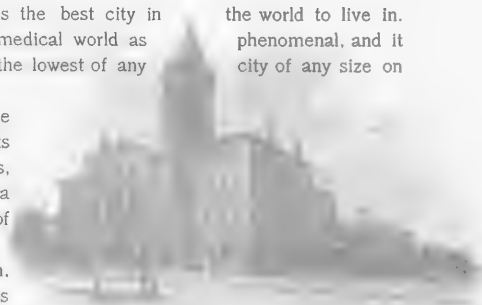 s the best city in the world to live in.
medical world as phenomenal, and it
the lowest of any city of any size on
e
s,
a
of
n.
s